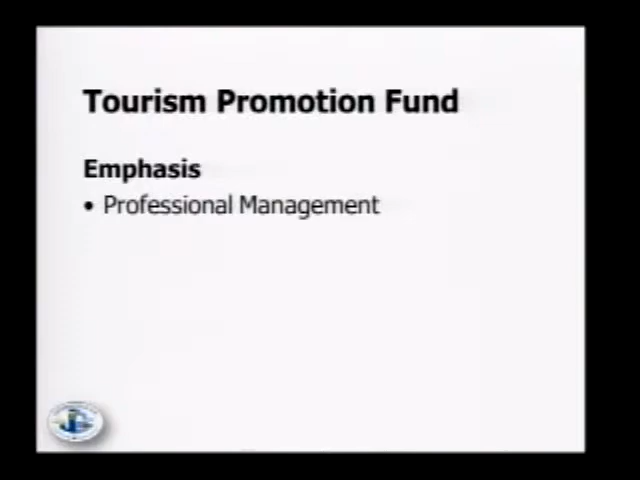 Tourism Promotion Fund
Emphasis
• Professional Management